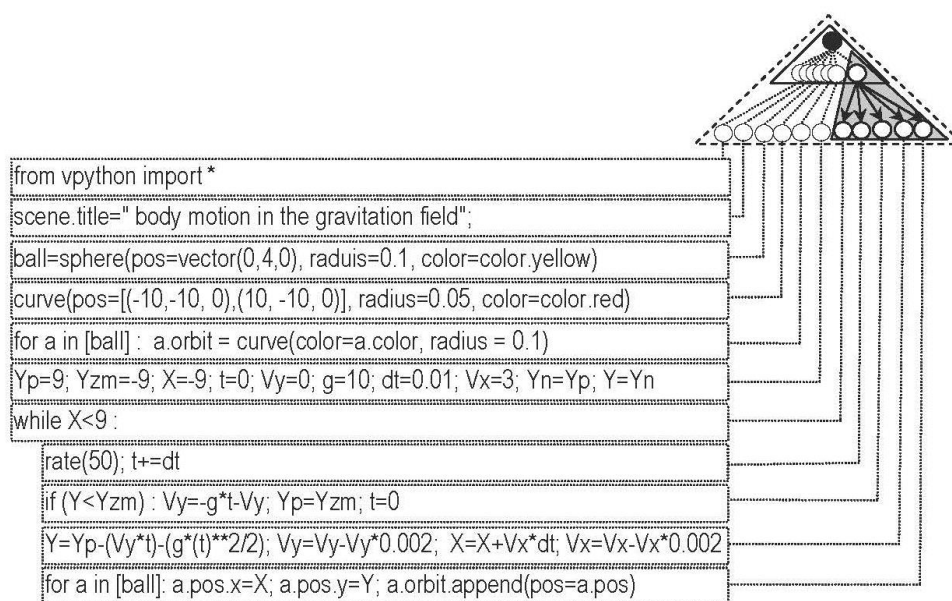 from vpython import *
scene.title=" body motion in the gravitation field";
ball=sphere(pos=vector(0,4,0), raduis=0.1, color=color.yellow)
curve(pos=[(-10,-10, 0),(10, -10, 0)], radius=0.05, color=color.red)
for a in [ball] : a.orbit = curve(color=a.color, radius = 0.1)
Yp=9; Yzm=-9; X=-9; t=0; Vy=0; g=10; dt=0.01; Vx=3; Yn=Yp; Y=Yn
while X<9 :
rate(50); t+=dt
if (Y<Yzm) : Vy=-g*t-Vy; Yp=Yzm; t=0
Y=Yp-(Vy*t)-(g*(t)**2/2); Vy=Vy-Vy*0.002; X=X+Vx*dt; Vx=Vx-Vx*0.002
for a in [ball]: a.pos.x=X; a.pos.y=Y; a.orbit.append(pos=a.pos)